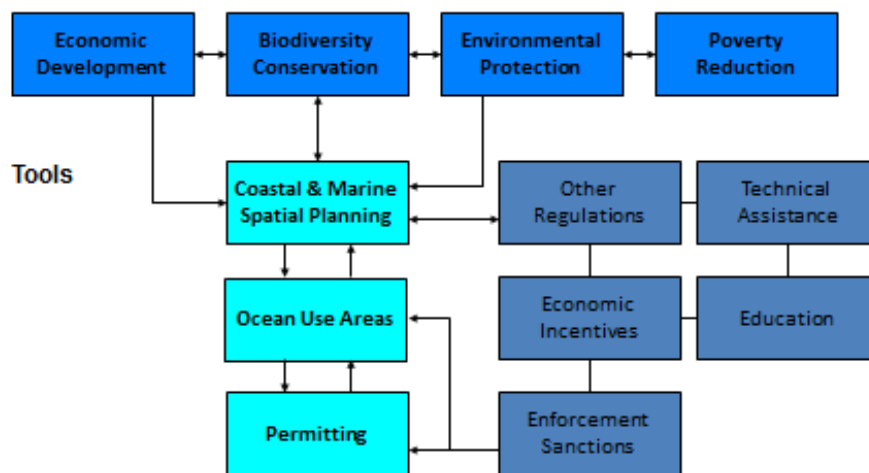 Economic
Development
Biodiversity
Conservation
Environmental
Protection
Poverty
Reduction
Tools
Coastal & Marine
Spatial Planning
Other
Regulations
Technical
Assistance
Ocean Use Areas
Economic
Incentives
Education
Permitting
Enforcement
Sanctions